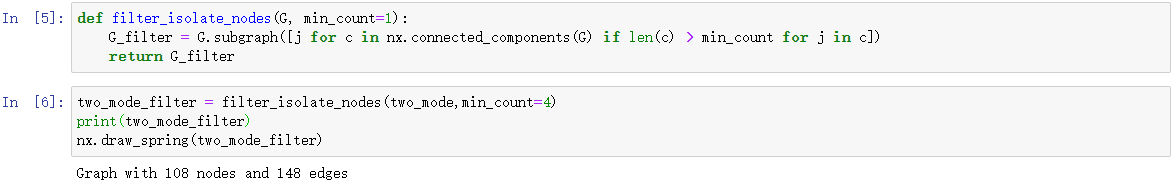 In [5]: def filter_isolate_nodes(G, min_count=1):
    G_filter = G.subgraph([j for c in nx.connected_components(G) if len(c) > min_count for j in c])
    return G_filter
In [6]: two_mode_filter = filter_isolate_nodes(two_mode,min_count=4)
print(two_mode_filter)
nx.draw_spring(two_mode_filter)
Graph with 108 nodes and 148 edges